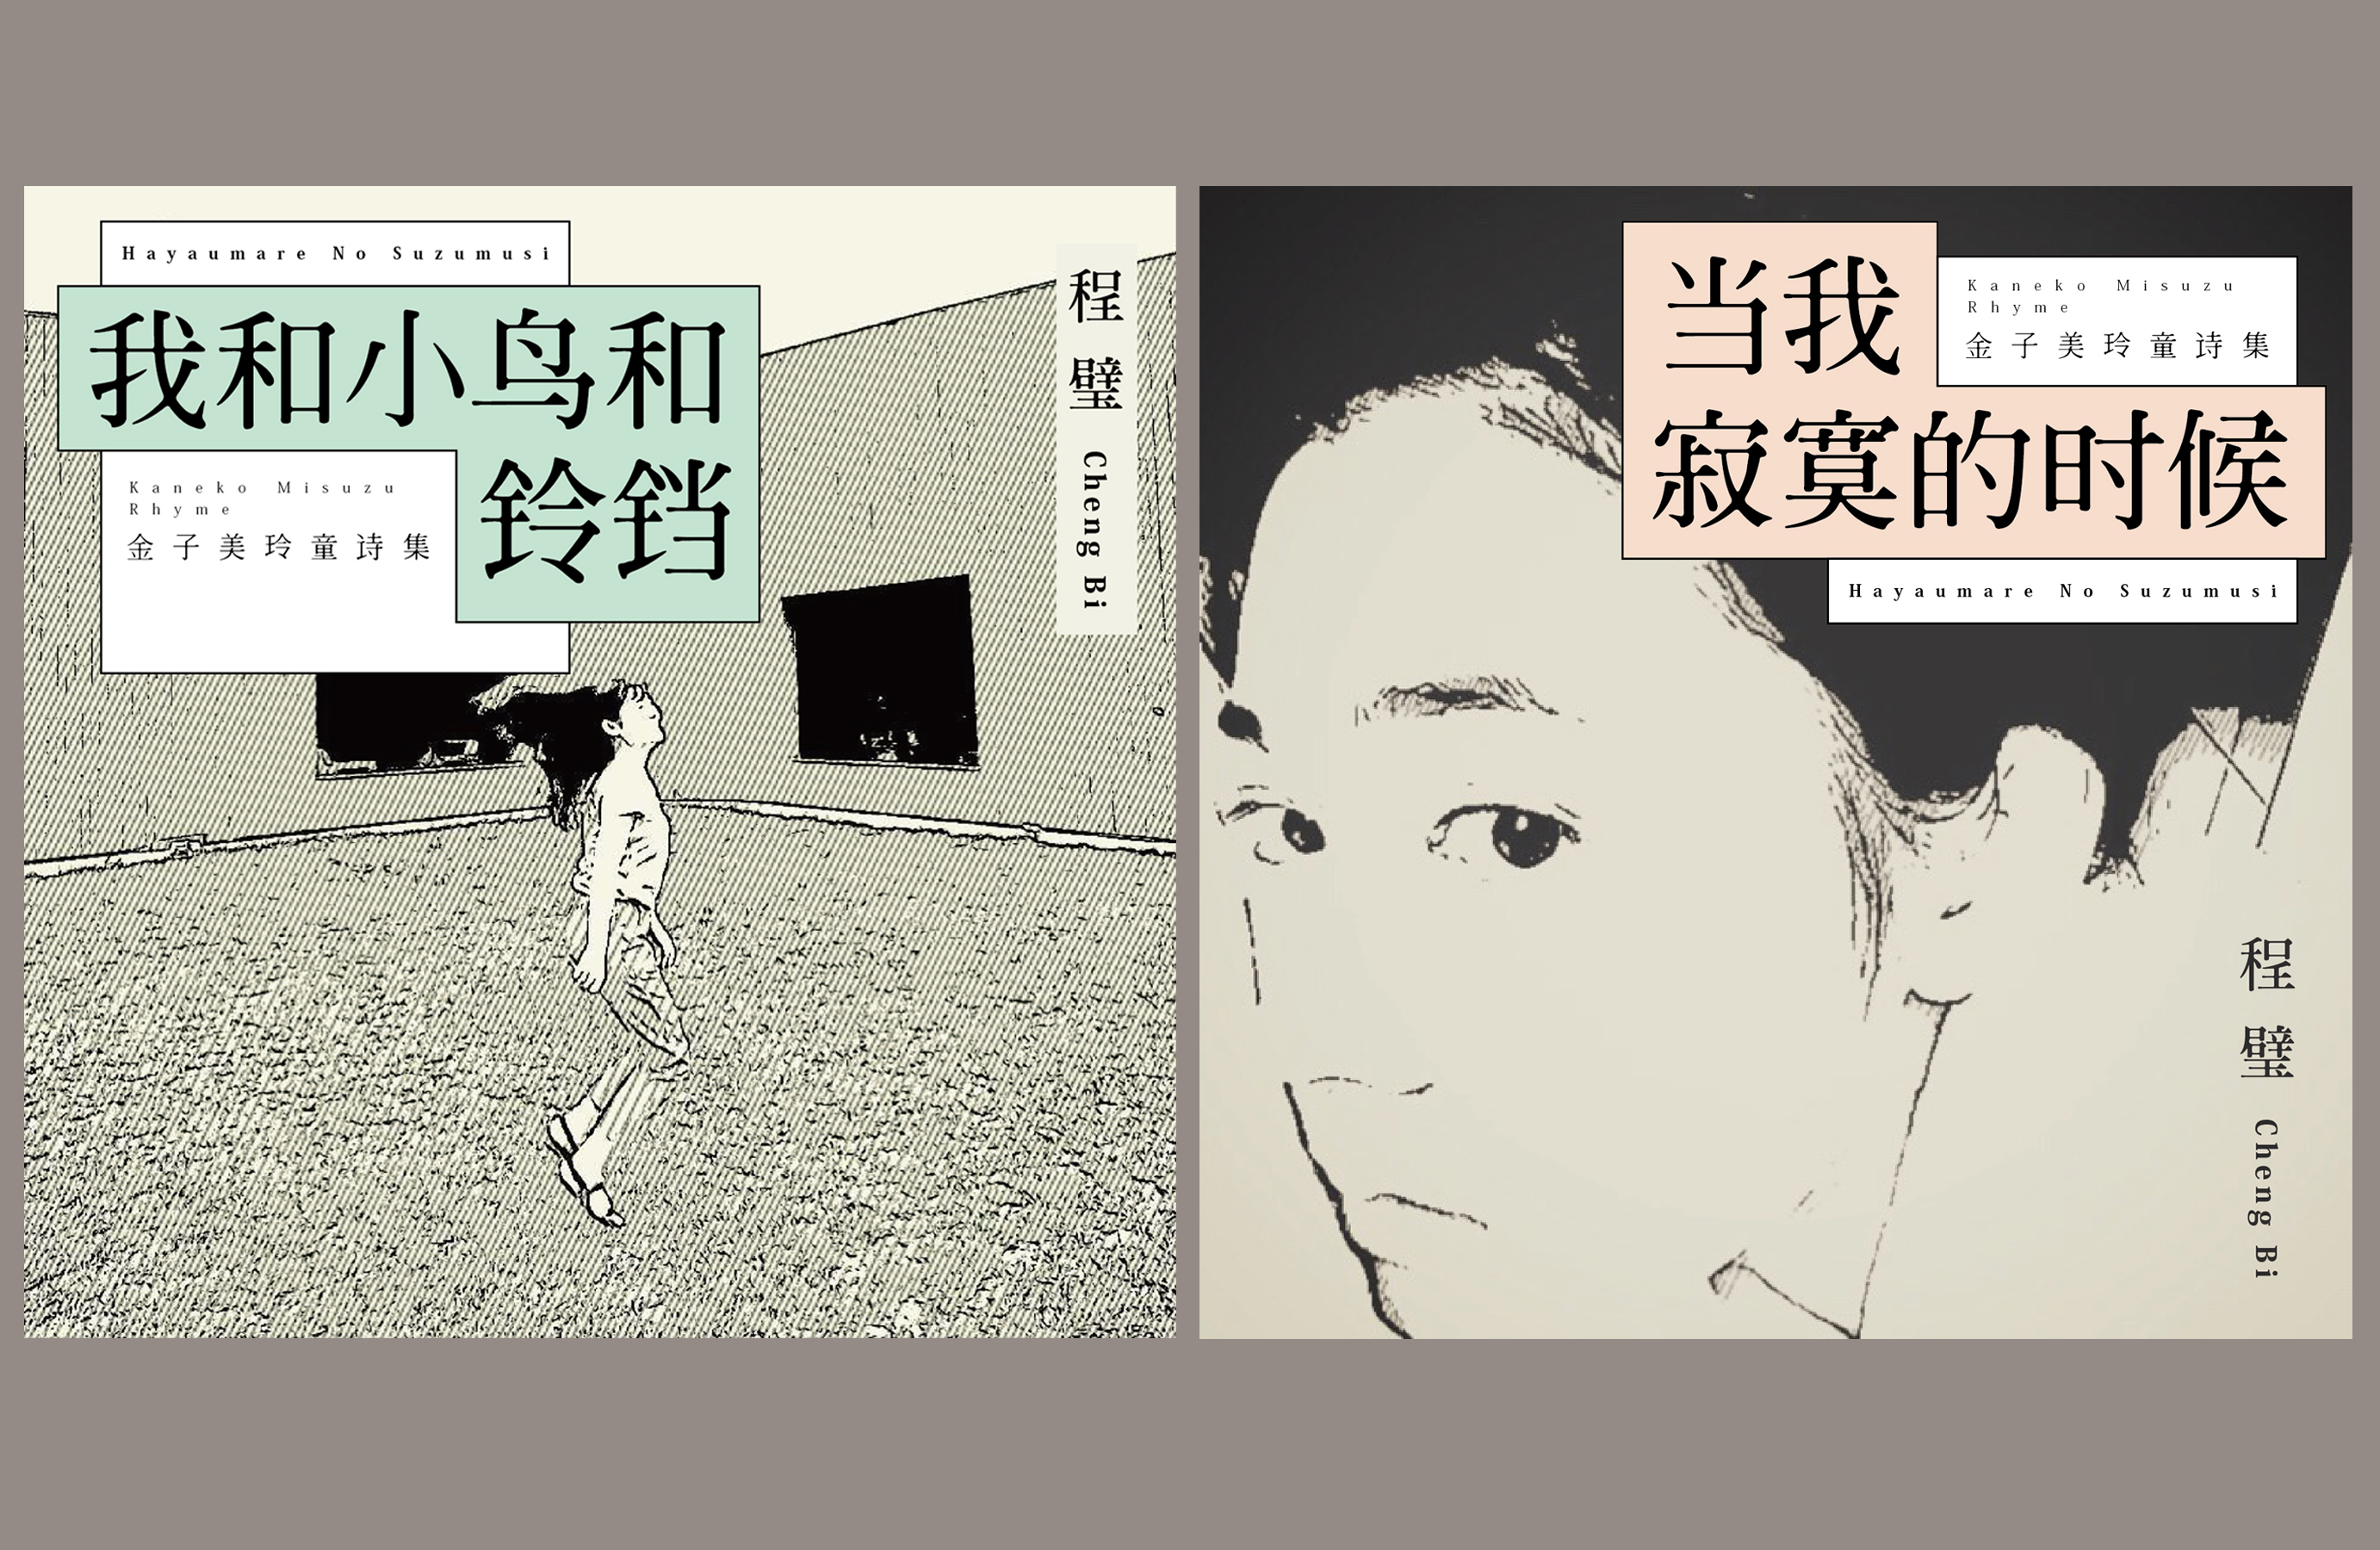 Hayaumare No Suzumusi
我和小鸟和
铃铛
Kaneko Misuzu
Rhyme
金子美玲童诗集
程璧 Cheng Bi
当我
寂寞的时候
Kaneko Misuzu
Rhyme
金子美玲童诗集
Hayaumare No Suzumusi
程璧 Cheng Bi